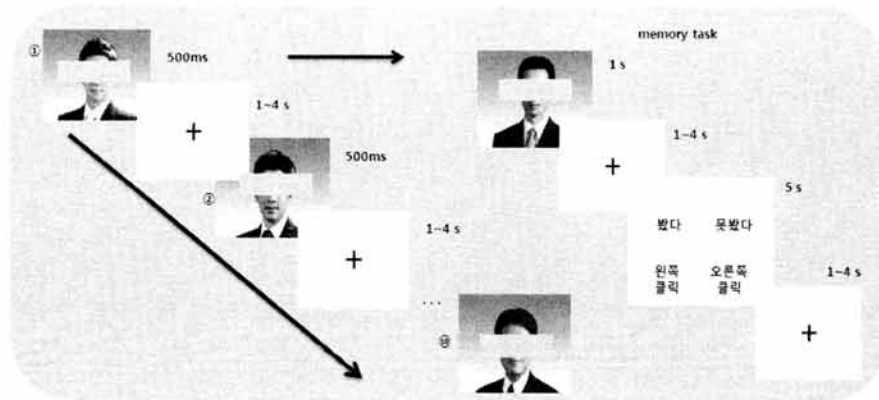 ①
500ms
1~4 s
②
500ms
1~4 s
...
⑩
memory task
1 s
1~4 s
5 s
봤다 못봤다
왼쪽 오른쪽
클릭 클릭
1~4 s